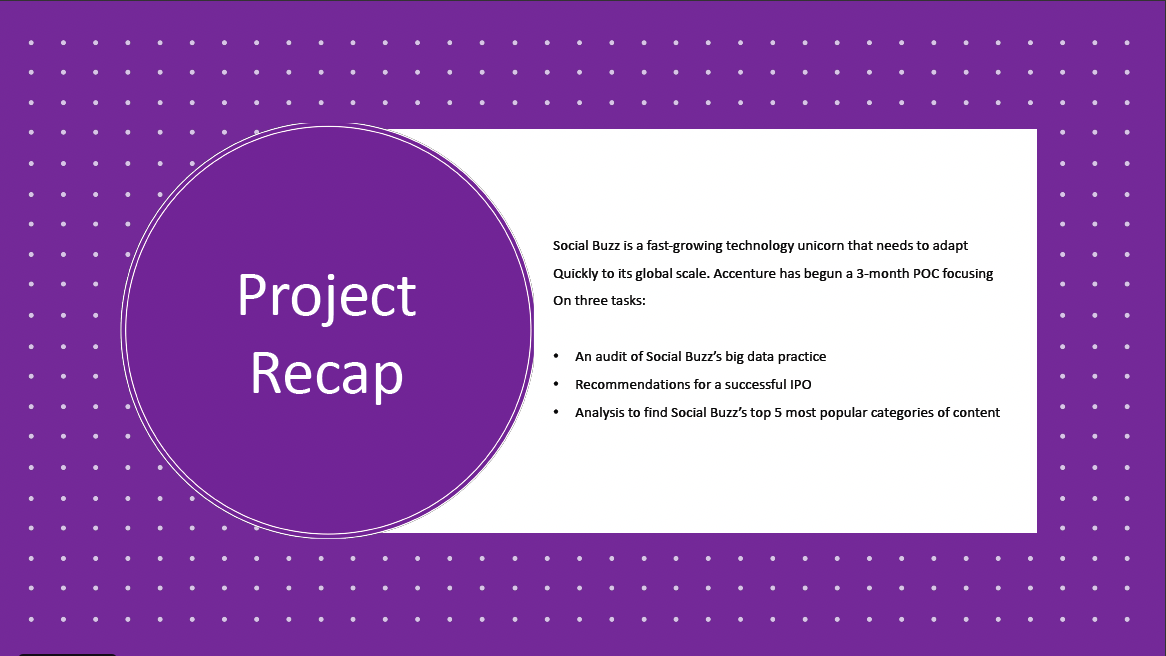 Project
Recap
Social Buzz is a fast-growing technology unicorn that needs to adapt
Quickly to its global scale. Accenture has begun a 3-month POC focusing
On three tasks:
• An audit of Social Buzz’s big data practice
• Recommendations for a successful IPO
• Analysis to find Social Buzz’s top 5 most popular categories of content